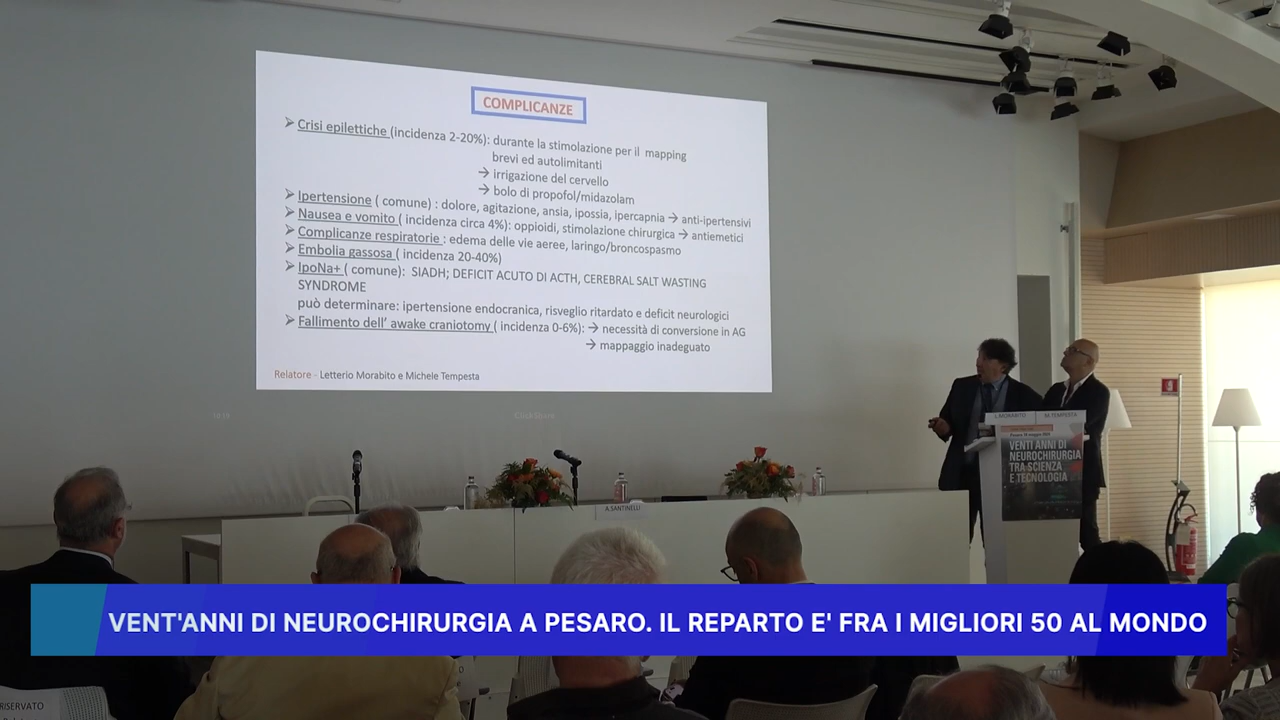 COMPLICANZE
➢ Crisi epilettiche (incidenza 2-20%): durante la stimolazione per il mapping
brevi ed autolimitanti
→ irrigazione del cervello
→ bolo di propofol/midazolam
➢ Ipertensione ( comune) : dolore, agitazione, ansia, ipossia, ipercapnia → anti-ipertensivi
➢ Nausea e vomito ( incidenza circa 4%): oppioidi, stimolazione chirurgica → antiemetici
➢ Complicanze respiratorie : edema delle vie aeree, laringo/broncospasmo
➢ Embolia gassosa ( incidenza 20-40%)
➢ IpoNa+ ( comune): SIADH; DEFICIT ACUTO DI ACTH, CEREBRAL SALT WASTING
SYNDROME
può determinare: ipertensione endocranica, risveglio ritardato e deficit neurologici
➢ Fallimento dell' awake craniotomy ( incidenza 0-6%): → necessità di conversione in AG
→ mappaggio inadeguato
Relatore - Letterio Morabito e Michele Tempesta
L.MORABITO
M.TEMPESTA
VENTI ANNI DI
NEUROCHIRURGIA
TRA SCIENZA
E TECNOLOGIA
A.SANTINELLI
VENT'ANNI DI NEUROCHIRURGIA A PESARO. IL REPARTO E' FRA I MIGLIORI 50 AL MONDO
RISERVATO